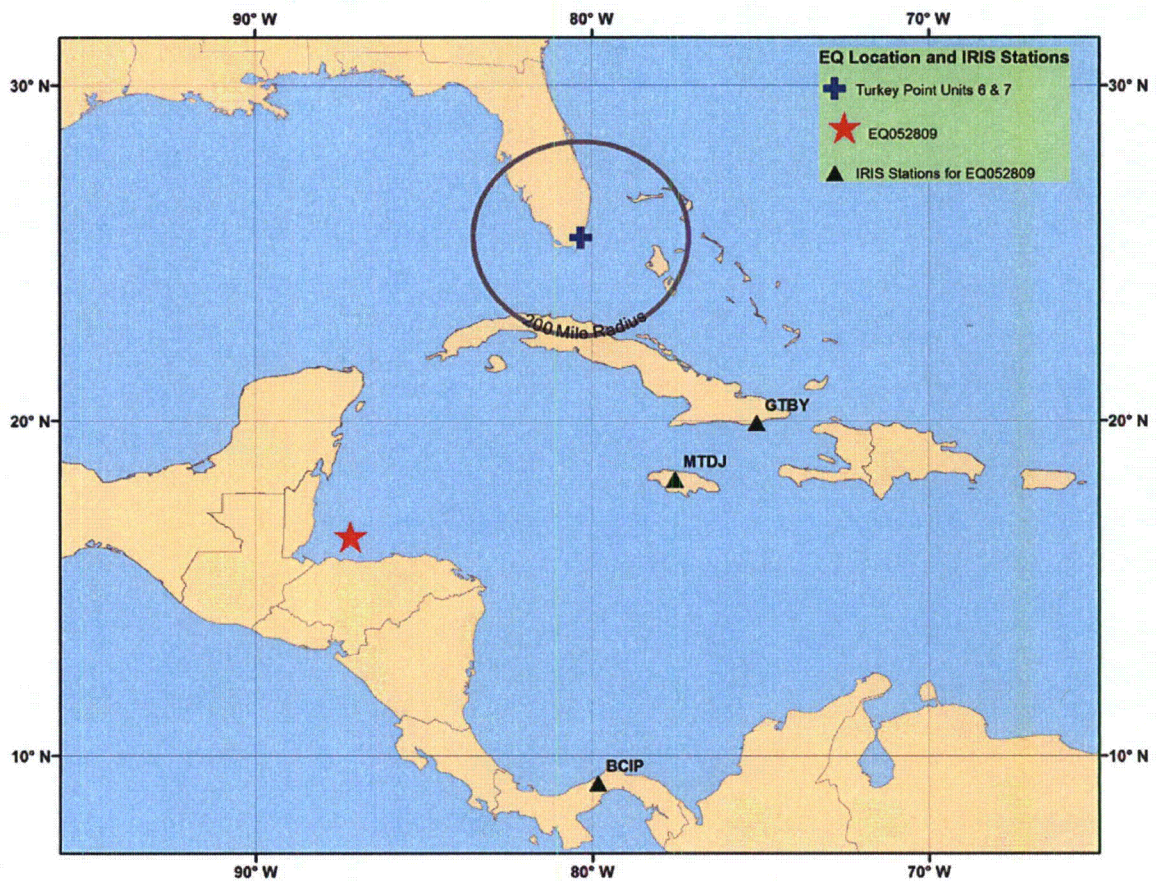 90° W 80° W 70° W
EQ Location and IRIS Stations
Turkey Point Units 6 & 7
EQ052809
IRIS Stations for EQ052809
30° N 30° N
200 Mile Radius
GTBY
20° N 20° N
MTDJ
BCIP
10° N 10° N
90° W 80° W 70° W